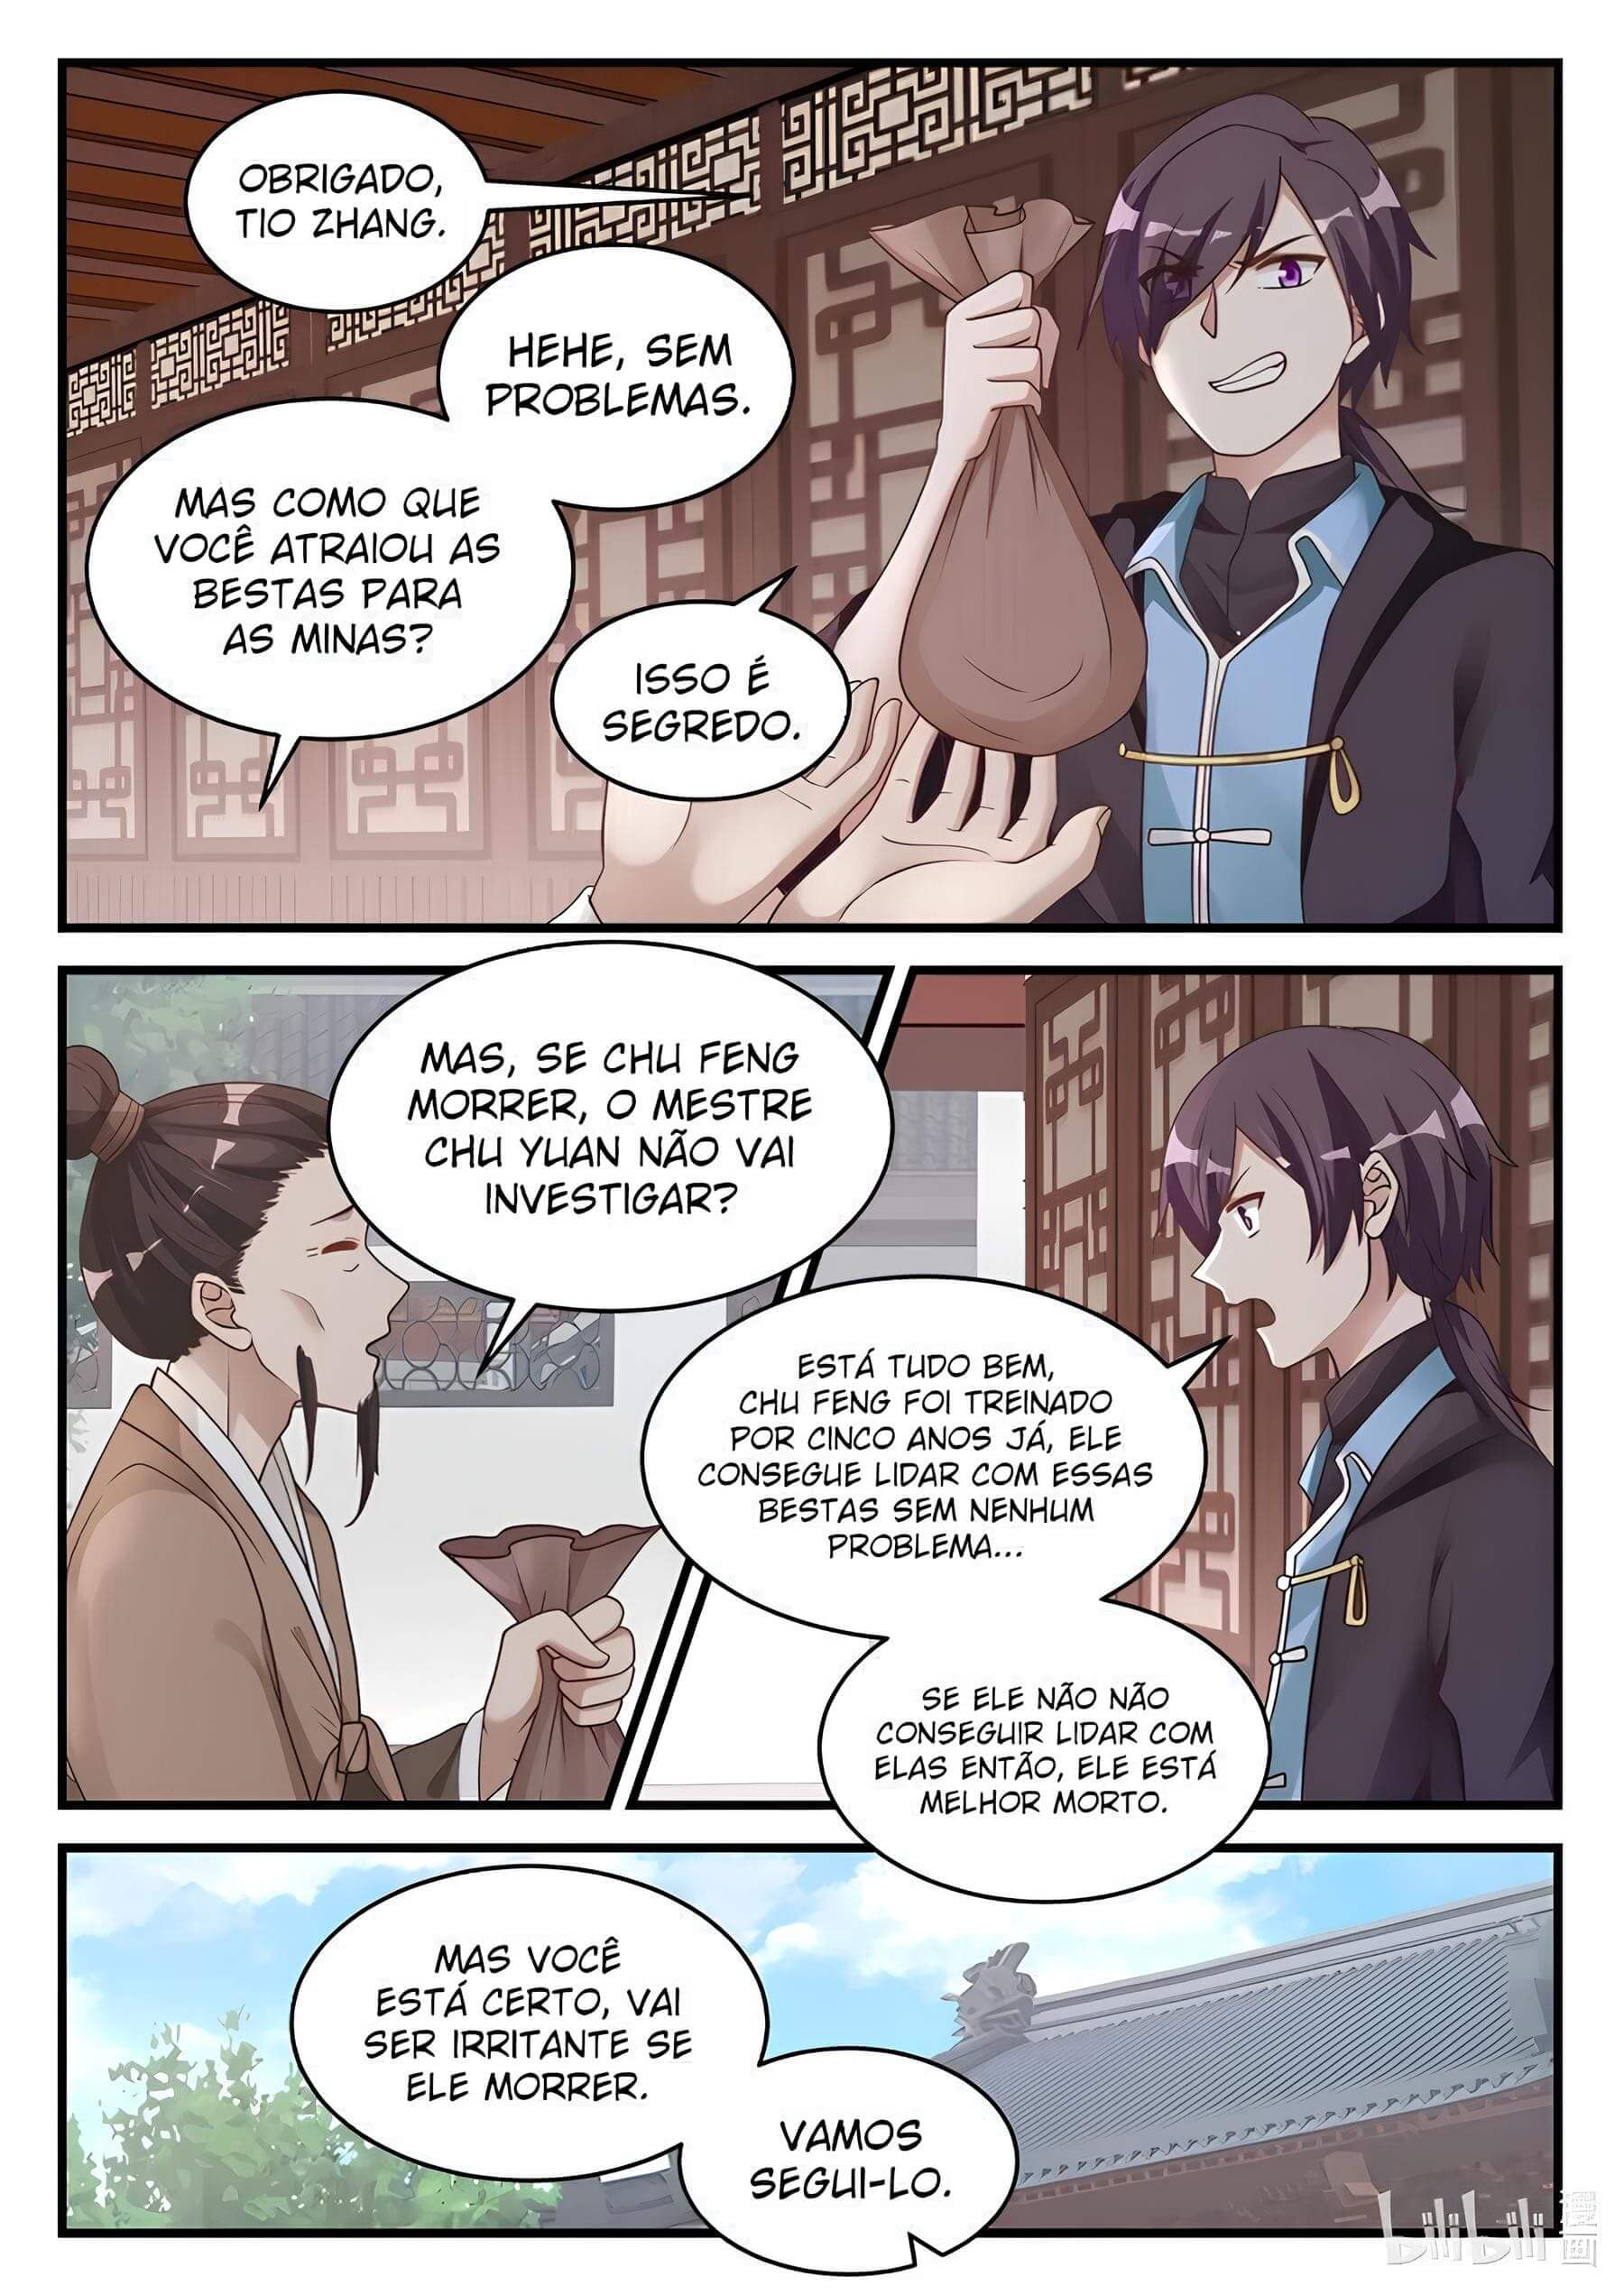 OBRIGADO,
TIO ZHANG.
HEHE, SEM
PROBLEMAS.
MAS COMO QUE
VOCÊ ATRAIOU AS
BESTAS PARA
AS MINAS?
ISSO É
SEGREDO.
MAS, SE CHU FENG
MORRER, O MESTRE
CHU YUAN NÃO VAI
INVESTIGAR?
ESTÁ TUDO BEM,
CHU FENG FOI TREINADO
POR CINCO ANOS JÁ, ELE
CONSEGUE LIDAR COM ESSAS
BESTAS SEM NENHUM
PROBLEMA...
SE ELE NÃO NÃO
CONSEGUIR LIDAR COM
ELAS ENTÃO, ELE ESTÁ
MELHOR MORTO.
MAS VOCÊ
ESTÁ CERTO, VAI
SER IRRITANTE SE
ELE MORRER.
VAMOS
SEGUI-LO.
bilibili 漫画